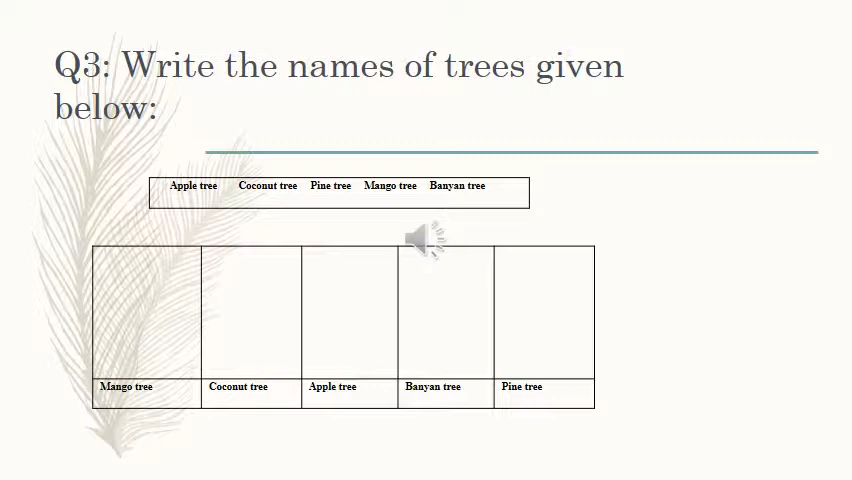 Q3: Write the names of trees given
below:
Apple tree Coconut tree Pine tree Mango tree Banyan tree
Mango tree Coconut tree Apple tree Banyan tree Pine tree